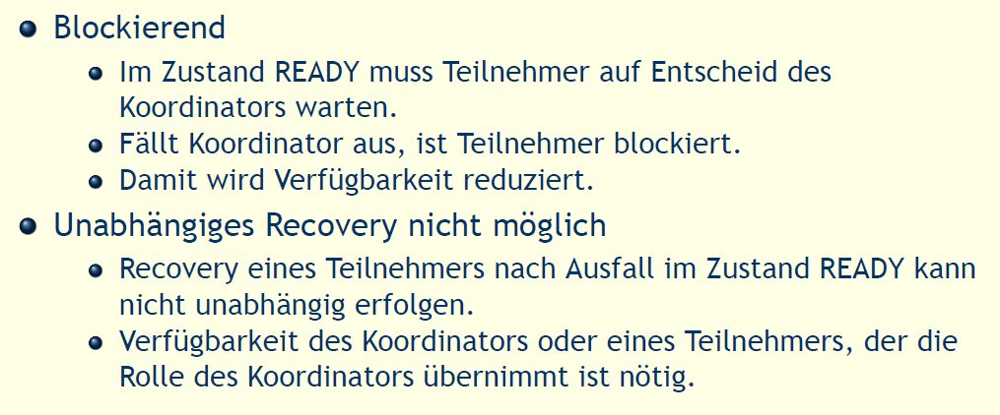 Blockierend
Im Zustand READY muss Teilnehmer auf Entscheid des
Koordinators warten.
Fällt Koordinator aus, ist Teilnehmer blockiert.
Damit wird Verfügbarkeit reduziert.
Unabhängiges Recovery nicht möglich
Recovery eines Teilnehmers nach Ausfall im Zustand READY kann
nicht unabhängig erfolgen.
Verfügbarkeit des Koordinators oder eines Teilnehmers, der die
Rolle des Koordinators übernimmt ist nötig.